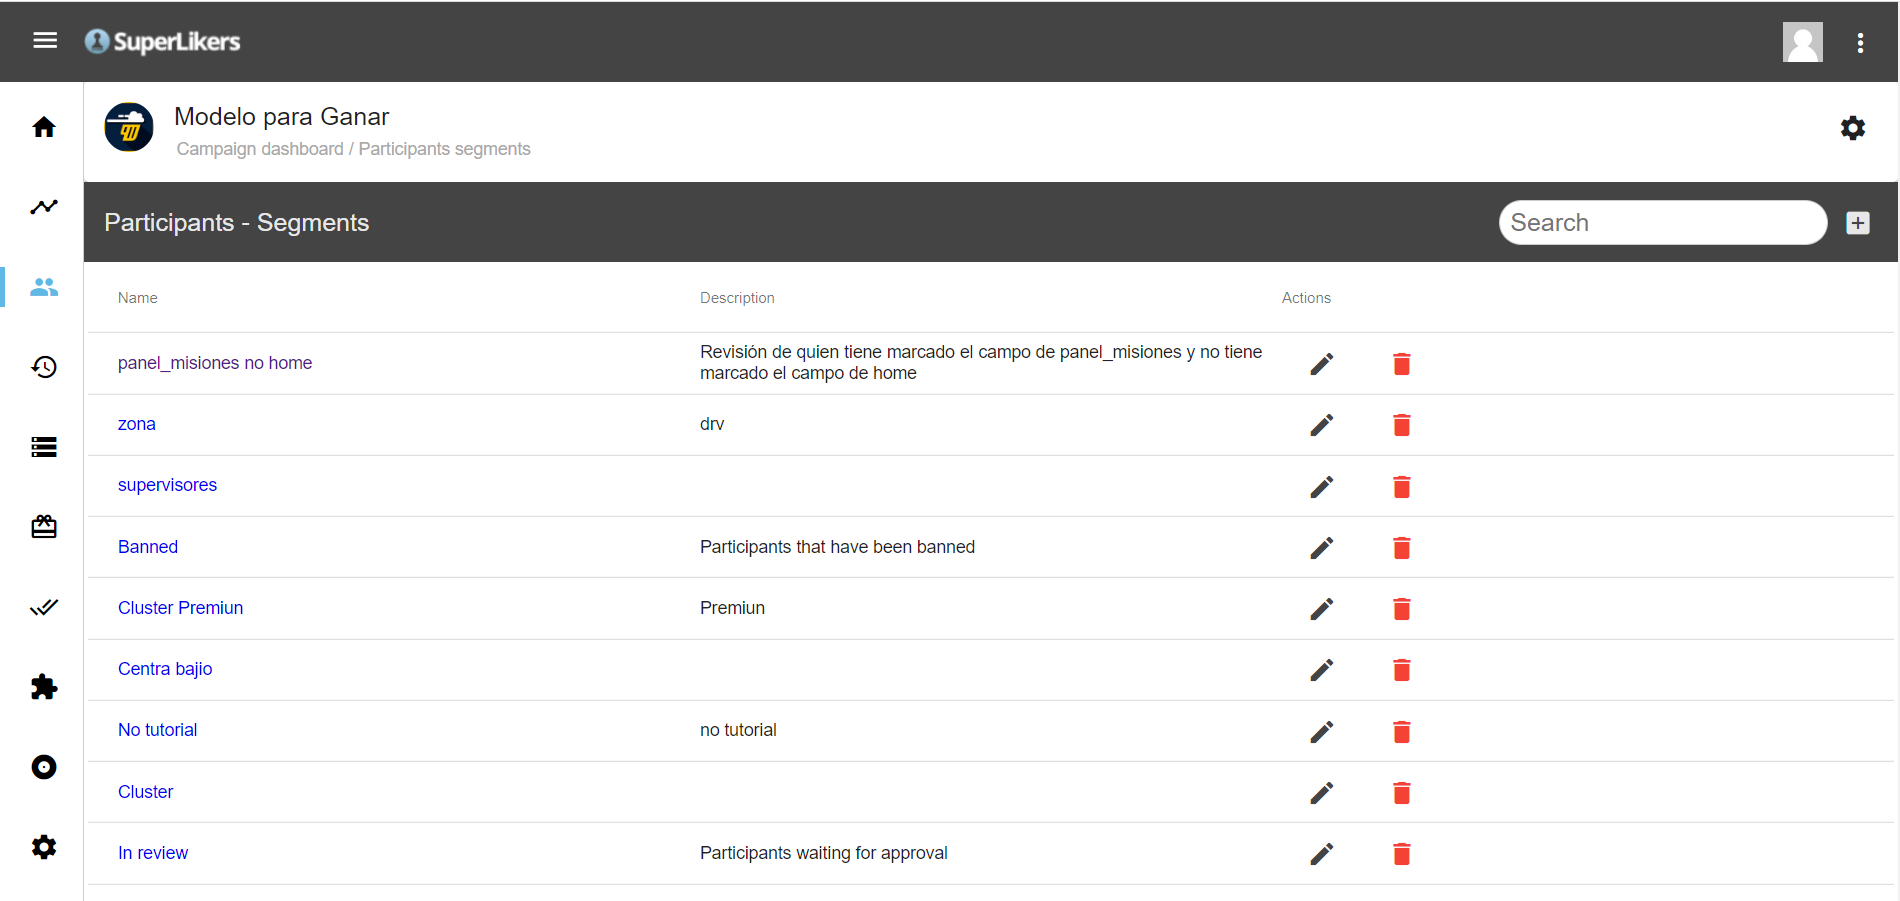 SuperLikers
Modelo para Ganar
Campaign dashboard / Participants segments
Participants - Segments
Search
Name
Description
Actions
panel_misiones no home
Revisión de quien tiene marcado el campo de panel_misiones y no tiene
marcado el campo de home
zona
drv
supervisores
Banned
Participants that have been banned
Cluster Premiun
Premiun
Centra bajio
No tutorial
no tutorial
Cluster
In review
Participants waiting for approval